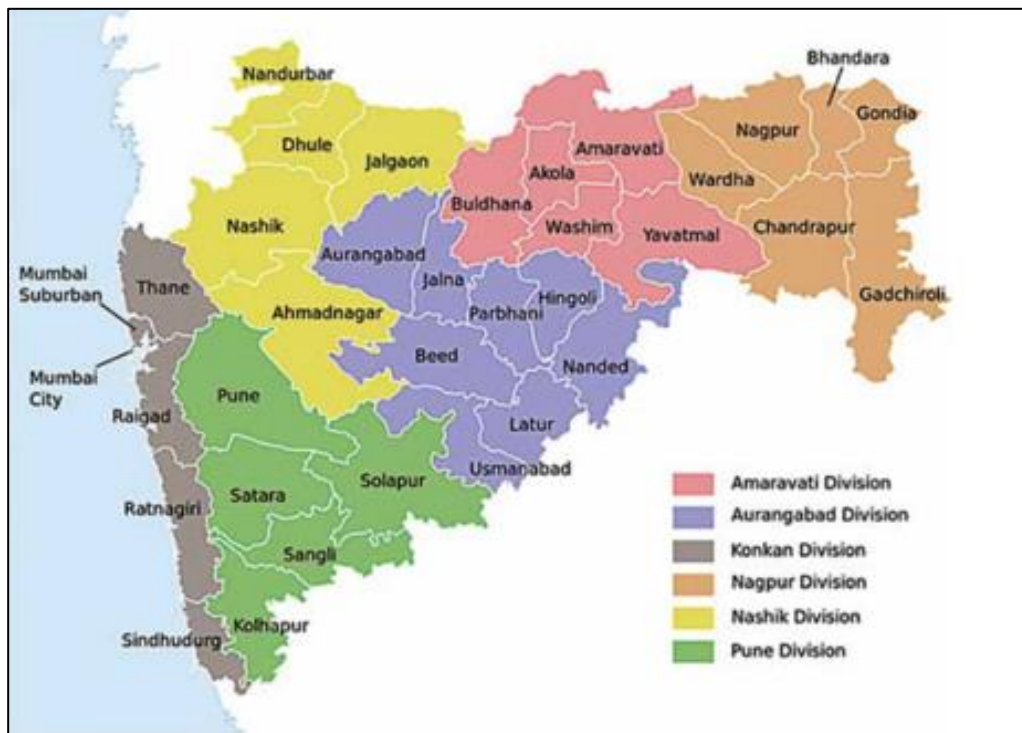 Nandurbar
Bhandara
Gondia
Nagpur
Dhule
Jalgaon
Amaravati
Akola
Wardha
Buldhana
Nashik
Washim
Yavatmal
Chandrapur
Aurangabad
Mumbai
Suburban
Thane
Jalna
Hingoli
Parbhani
Gadchiroli
Ahmadnagar
Beed
Nanded
Mumbai
City
Pune
Raigad
Latur
Usmanabad
Solapur
Satara
Ratnagiri
Sangli
Kolhapur
Sindhudurg
Amaravati Division
Aurangabad Division
Konkan Division
Nagpur Division
Nashik Division
Pune Division